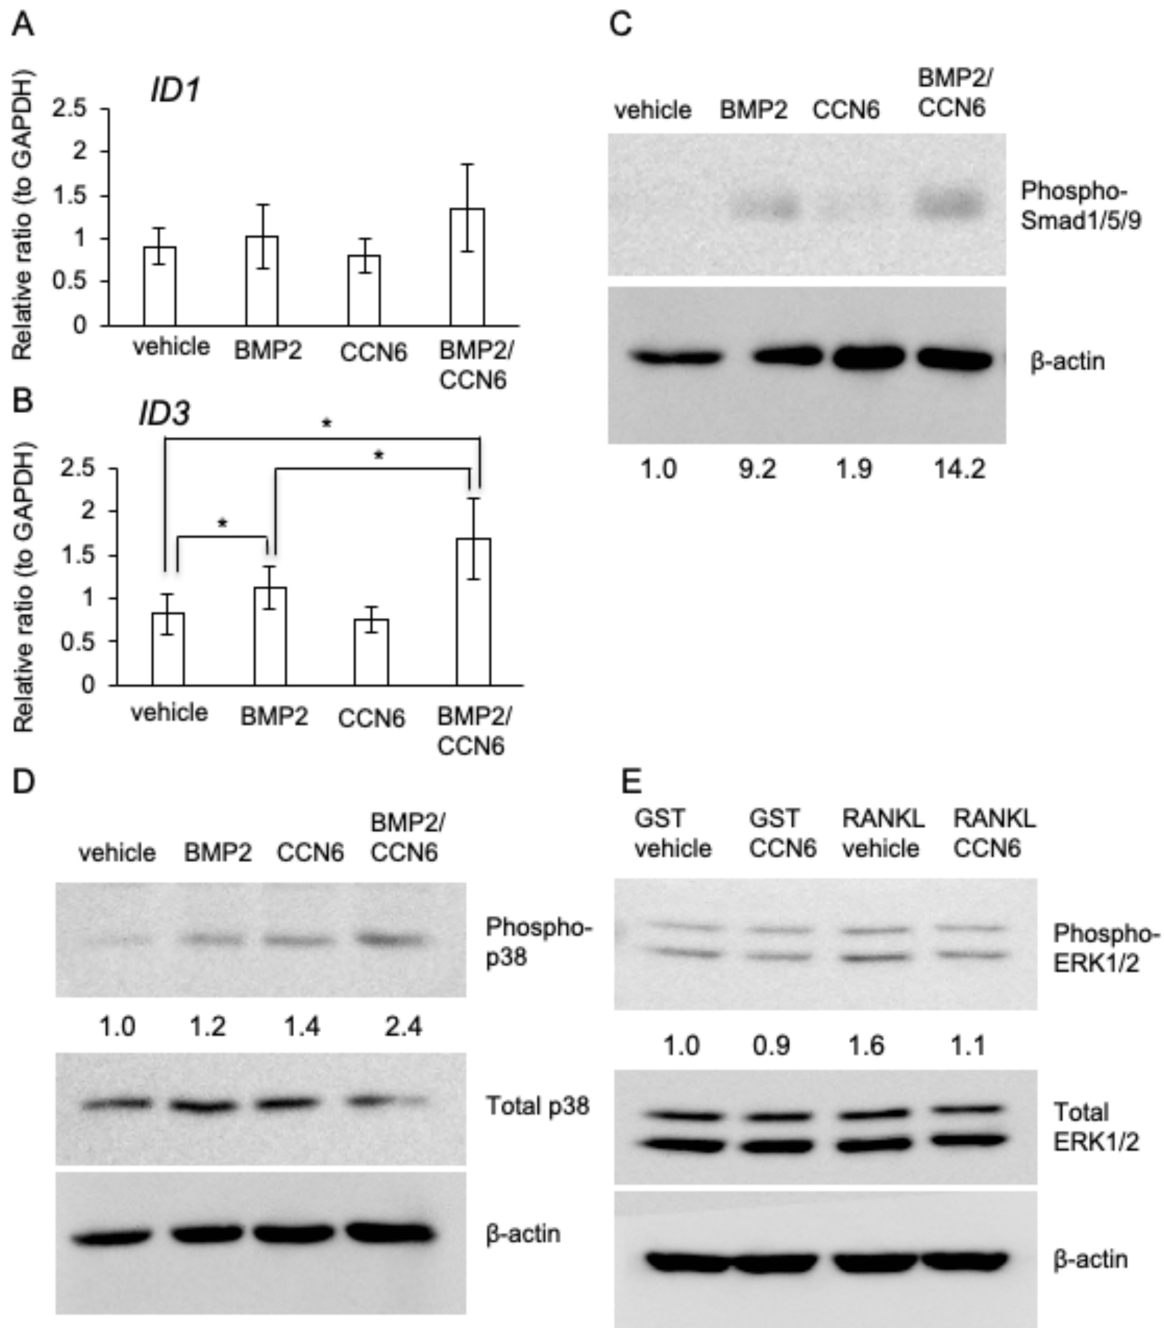 A
ID1
Relative ratio (to GAPDH)
2.5
2
1.5
1
0.5
0
vehicle
BMP2
CCN6
BMP2/
CCN6
B
ID3
Relative ratio (to GAPDH)
2.5
2
1.5
1
0.5
0
*
*
*
vehicle
BMP2
CCN6
BMP2/
CCN6
C
vehicle
BMP2
CCN6
BMP2/
CCN6
Phospho-
Smad1/5/9
β-actin
1.0 9.2 1.9 14.2
D
vehicle
BMP2
CCN6
BMP2/
CCN6
Phospho-
p38
1.0 1.2 1.4 2.4
Total p38
β-actin
E
GST
vehicle
GST
CCN6
RANKL
vehicle
RANKL
CCN6
Phospho-
ERK1/2
1.0 0.9 1.6 1.1
Total
ERK1/2
β-actin